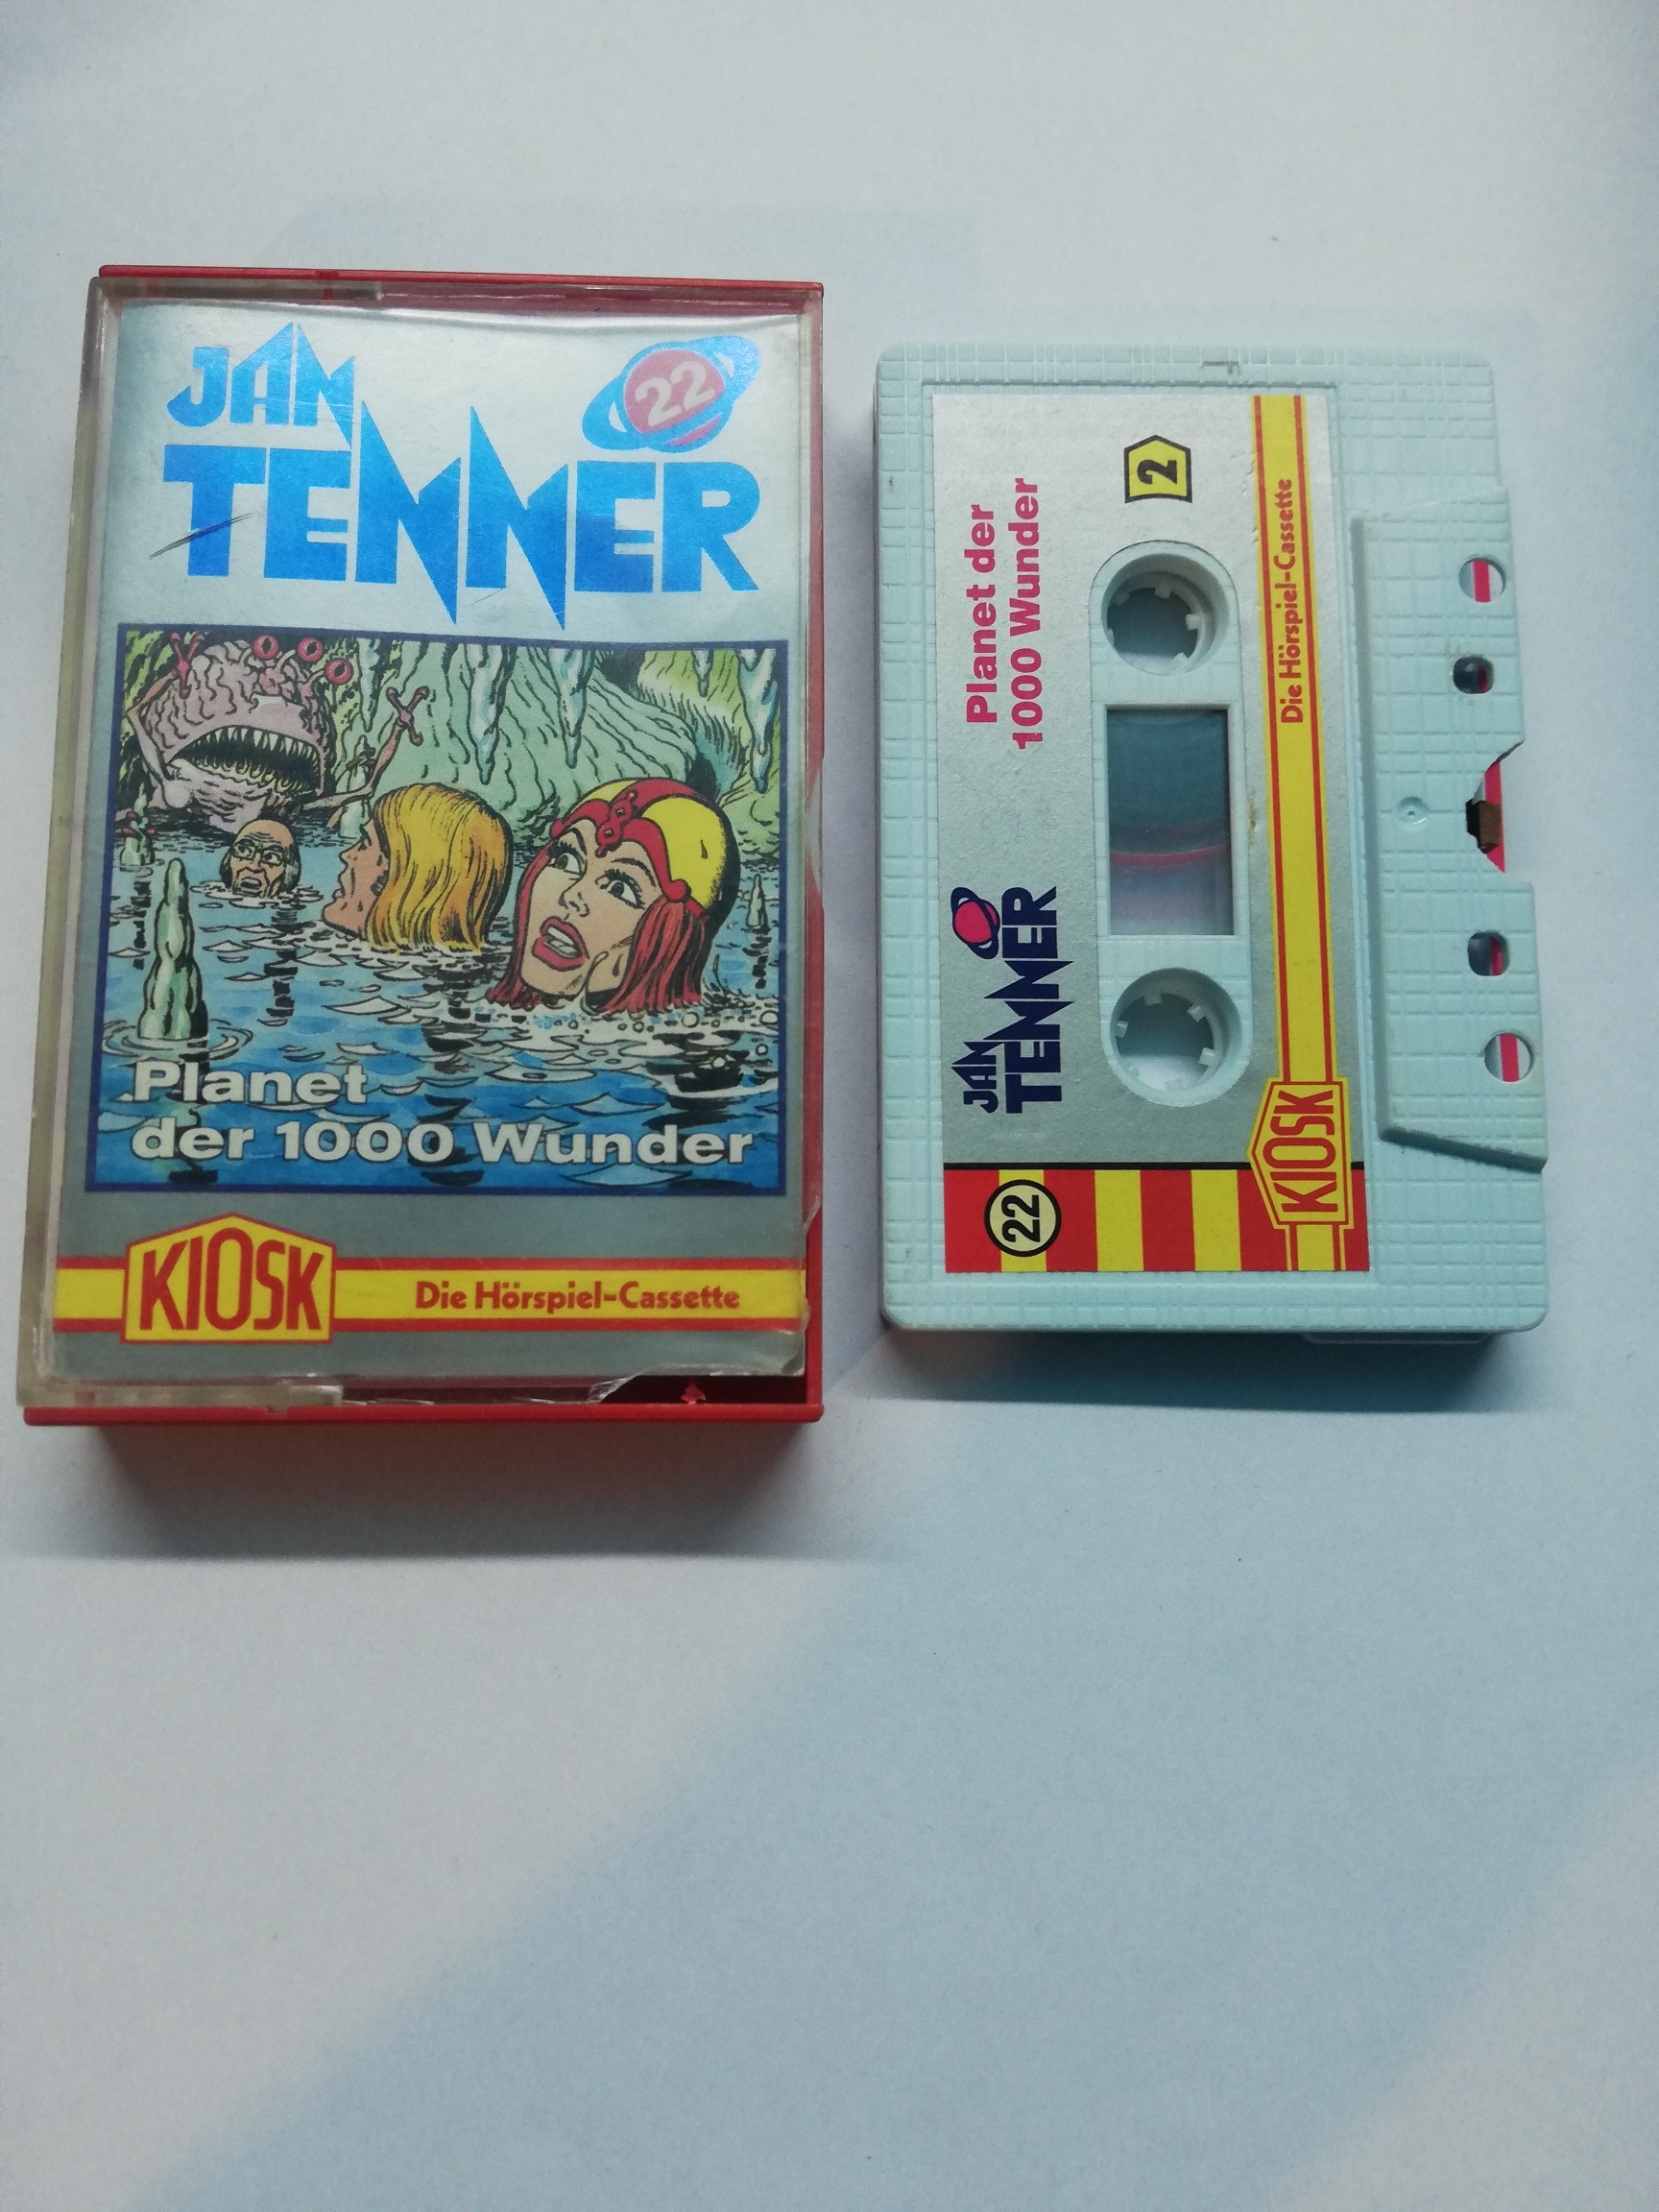 JAN
TENNER
22
Planet
der 1000 Wunder
KIOSK
Die Hörspiel-Cassette
Planet der
1000 Wunder
2
JAN
TENNER
22
KIOSK
Die Hörspiel-Cassette